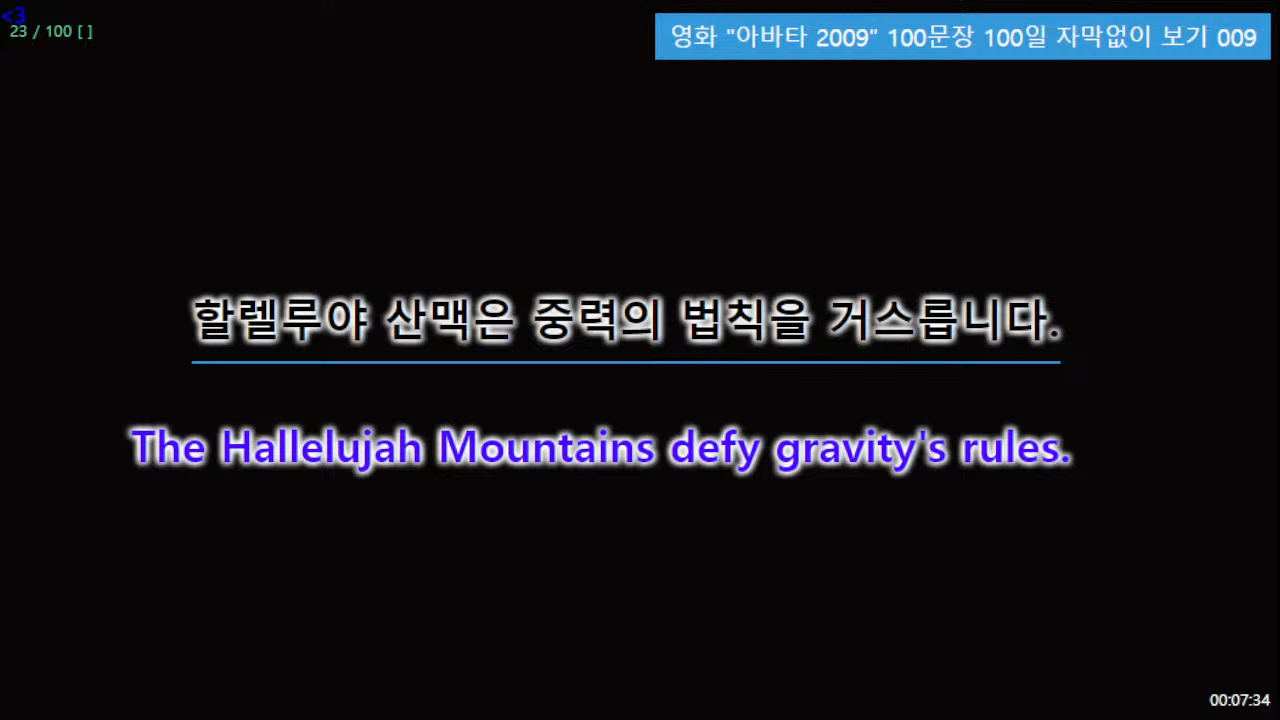 <3
23 / 100 [ ]
영화 "아바타 2009" 100문장 100일 자막없이 보기 009
할렐루야 산맥은 중력의 법칙을 거스릅니다.
The Hallelujah Mountains defy gravity's rules.
00:07:34